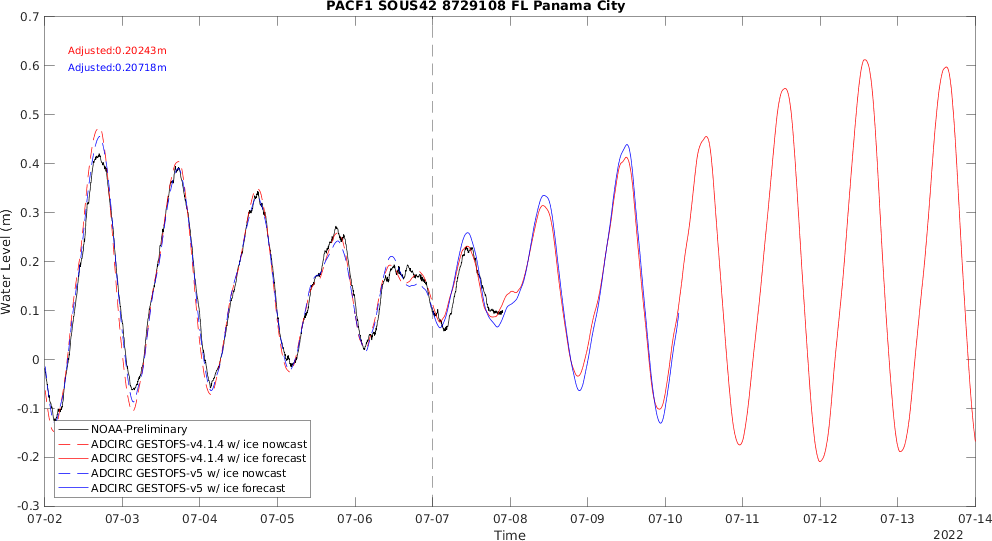 PACF1 SOUS42 8729108 FL Panama City
0.7
0.6
0.5
0.4
0.3
0.2
0.1
0
-0.1
-0.2
-0.3
Water Level (m)
Adjusted:0.20243m
Adjusted:0.20718m
NOAA-Preliminary
ADCIRC GESTOFS-v4.1.4 w/ ice nowcast
ADCIRC GESTOFS-v4.1.4 w/ ice forecast
ADCIRC GESTOFS-v5 w/ ice nowcast
ADCIRC GESTOFS-v5 w/ ice forecast
07-02 07-03 07-04 07-05 07-06 07-07 07-08 07-09 07-10 07-11 07-12 07-13 07-14
Time
2022